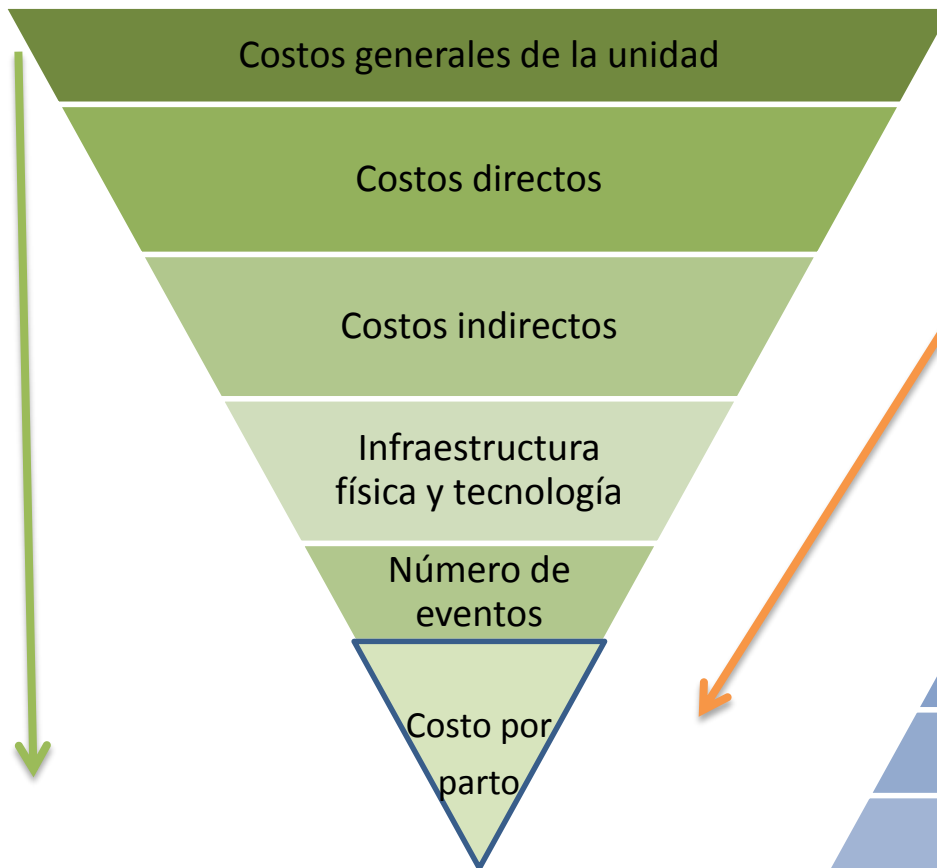 Costos generales de la unidad
Costos directos
Costos indirectos
Infraestructura
física y tecnología
Número de
eventos
Costo por
parto